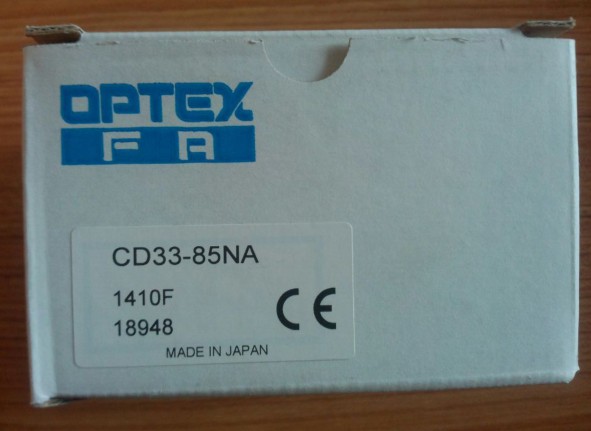 OPTEX
FA
CD33-85NA
1410F
18948
CE
MADE IN JAPAN